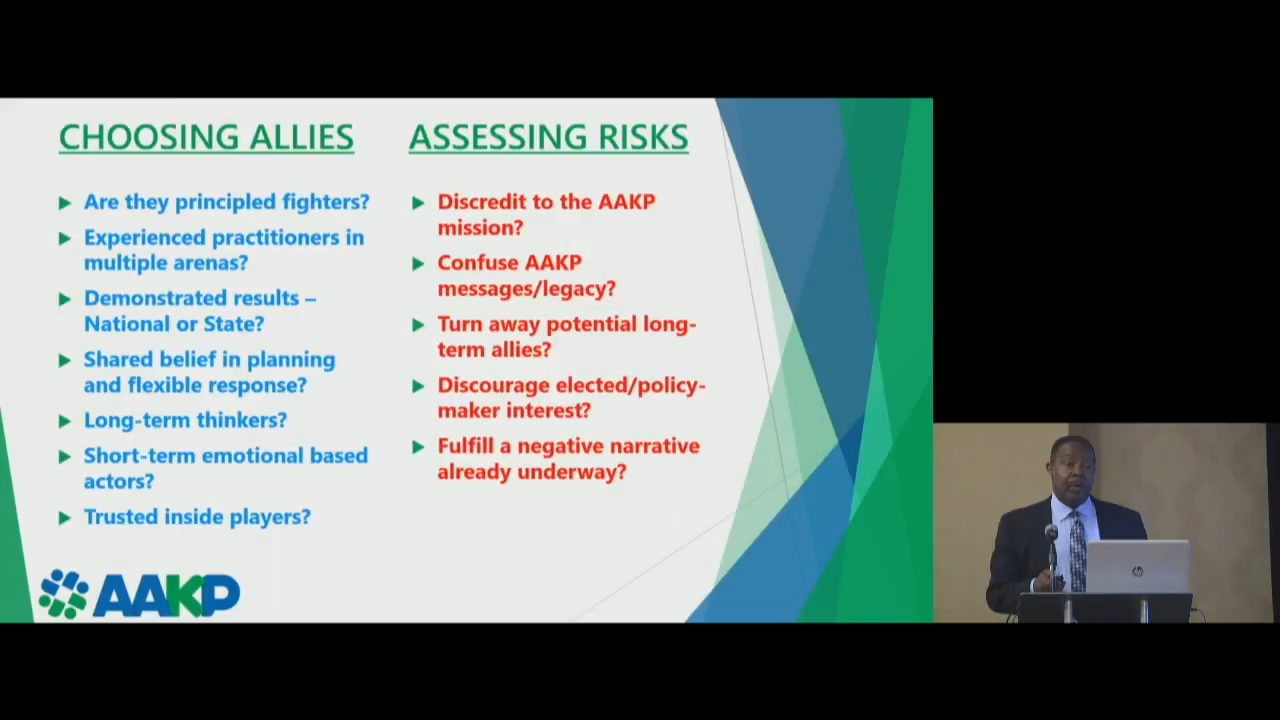 CHOOSING ALLIES
Are they principled fighters?
Experienced practitioners in
multiple arenas?
Demonstrated results –
National or State?
Shared belief in planning
and flexible response?
Long-term thinkers?
Short-term emotional based
actors?
Trusted inside players?
ASSESSING RISKS
Discredit to the AAKP
mission?
Confuse AAKP
messages/legacy?
Turn away potential long-
term allies?
Discourage elected/policy-
maker interest?
Fulfill a negative narrative
already underway?
AAKP
hp